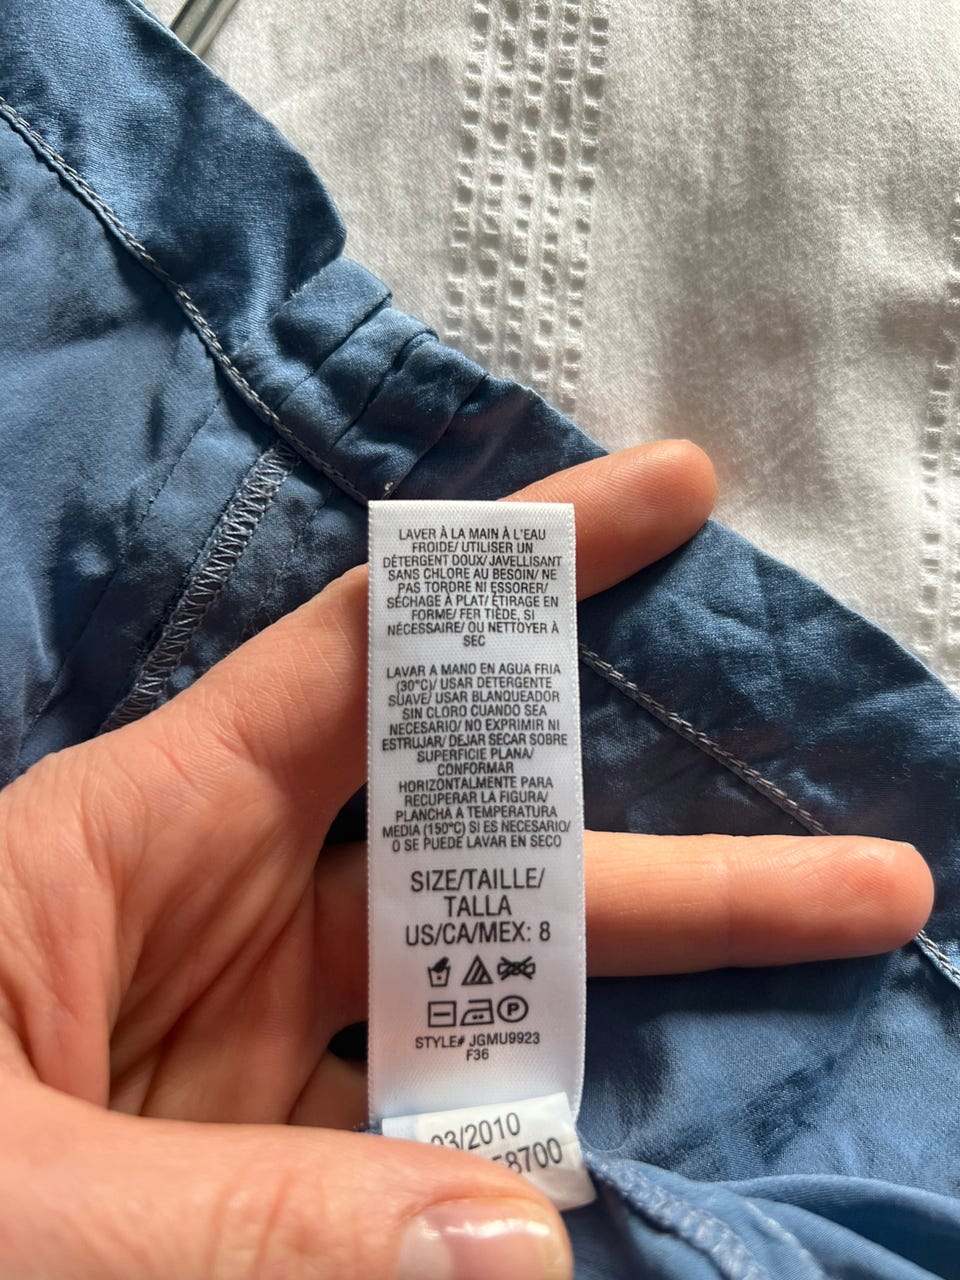 LAVER À LA MAIN À L'EAU
FROIDE/ UTILISER UN
DÉTERGENT DOUX/ JAVELLISANT
SANS CHLORE AU BESOIN/ NE
PAS TORDRE NI ESSORER/
SÉCHAGE À PLAT/ ÉTIRAGE EN
FORME/ FER TIÈDE, SI
NÉCESSAIRE/ OU NETTOYER À
SEC
LAVAR A MANO EN AGUA FRIA
(30°C)/ USAR DETERGENTE
SUAVE/ USAR BLANQUEADOR
SIN CLORO CUANDO SEA
NECESARIO/ NO EXPRIMIR NI
ESTRUJAR/ DEJAR SECAR SOBRE
SUPERFICIE PLANA/
CONFORMAR
HORIZONTALMENTE PARA
RECUPERAR LA FIGURA/
PLANCHA A TEMPERATURA
MEDIA (150°C) SI ES NECESARIO/
O SE PUEDE LAVAR EN SECO
SIZE/TAILLE/
TALLA
US/CA/MEX: 8
P
STYLE# JGMU9923
F36
03/2010
8700